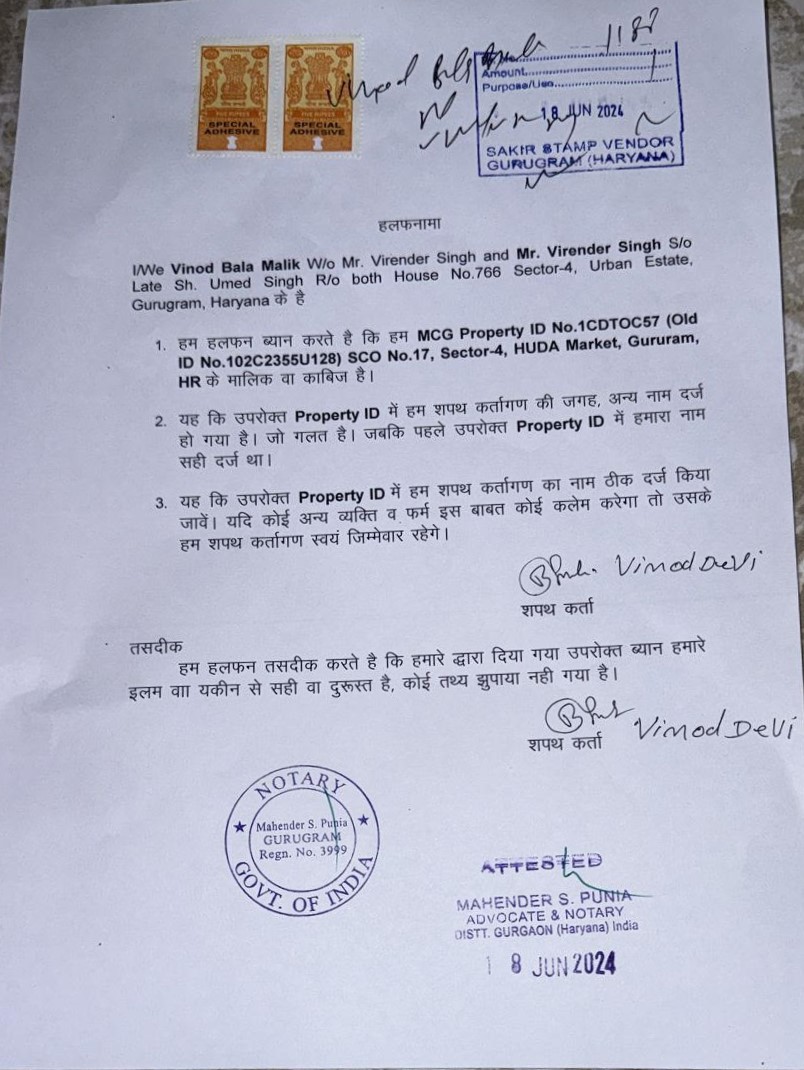 Vinod Bala 1188
Amount
Purpose/Use
18 JUN 2024
SAKIR STAMP VENDOR
GURUGRAM (HARYANA)
FIVE RUPEES FIVE RUPEES
SPECIAL ADHESIVE SPECIAL ADHESIVE
हलफनामा
I/We Vinod Bala Malik W/o Mr. Virender Singh and Mr. Virender Singh S/o
Late Sh. Umed Singh R/o both House No.766 Sector-4, Urban Estate,
Gurugram, Haryana के है
1. हम हलफन ब्यान करते है कि हम MCG Property ID No.1CDTOC57 (Old
ID No.102C2355U128) SCO No.17, Sector-4, HUDA Market, Gururam,
HR के मालिक वा काबिज है।
2. यह कि उपरोक्त Property ID में हम शपथ कर्तागण की जगह, अन्य नाम दर्ज
हो गया है। जो गलत है। जबकि पहले उपरोक्त Property ID में हमारा नाम
सही दर्ज था।
3. यह कि उपरोक्त Property ID में हम शपथ कर्तागण का नाम ठीक दर्ज किया
जावें। यदि कोई अन्य व्यक्ति व फर्म इस बाबत कोई कलेम करेगा तो उसके
हम शपथ कर्तागण स्वयं जिम्मेवार रहेगे।
Vinod Devi
शपथ कर्ता
तसदीक
हम हलफन तसदीक करते है कि हमारे द्वारा दिया गया उपरोक्त ब्यान हमारे
इलम वाा यकीन से सही वा दुरूस्त है, कोई तथ्य झुपाया नही गया है।
Vinod Devi
शपथ कर्ता
NOTARY
Mahender S. Punia
GURUGRAM
Regn. No. 3999
GOVT. OF INDIA
ATTESTED
MAHENDER S. PUNIA
ADVOCATE & NOTARY
DISTT. GURGAON (Haryana) India
18 JUN 2024